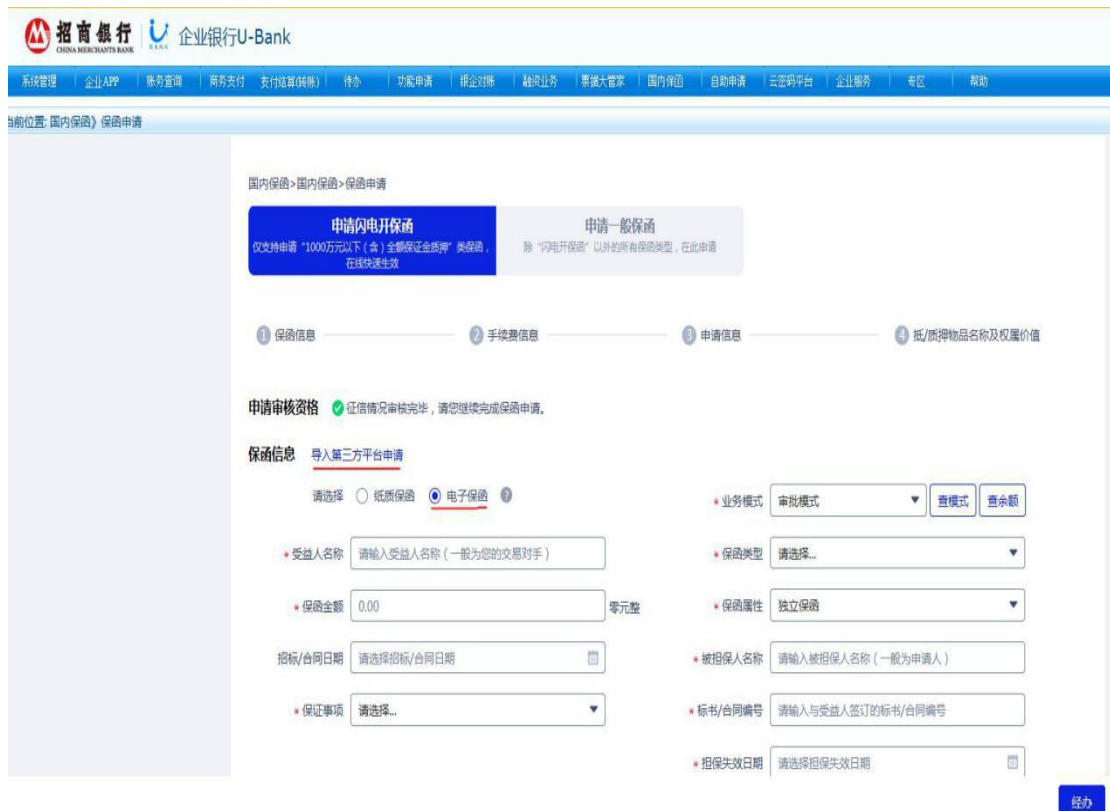 招商银行 企业银行U-Bank
CHINA MERCHANTS BANK BANK
系统管理 企业APP 账务查询 商务支付 支付结算(转账) 待办 功能申请 银企对账 融资业务 票据大管家 国内保函 自助申请 云密码平台 企业服务 专区 帮助
当前位置: 国内保函》保函申请
国内保函>国内保函>保函申请
申请闪电开保函
仅支持申请“1000万元以下（含）全额保证金质押”类保函，
在线快速生效
申请一般保函
除“闪电开保函”以外的所有保函类型，在此申请
1 保函信息 2 手续费信息 3 申请信息 4 抵/质押物品名称及权属价值
申请审核资格 征信情况审核完毕，请您继续完成保函申请。
保函信息 导入第三方平台申请
请选择 纸质保函 电子保函 ? * 业务模式 审批模式 查模式 查余额
* 受益人名称 请输入受益人名称（一般为您的交易对手） * 保函类型 请选择...
* 保函金额 0.00 零元整 * 保函属性 独立保函
招标/合同日期 请选择招标/合同日期 * 被担保人名称 请输入被担保人名称（一般为申请人）
* 保证事项 请选择... * 标书/合同编号 请输入与受益人签订的标书/合同编号
* 担保失效日期 请选择担保失效日期
经办